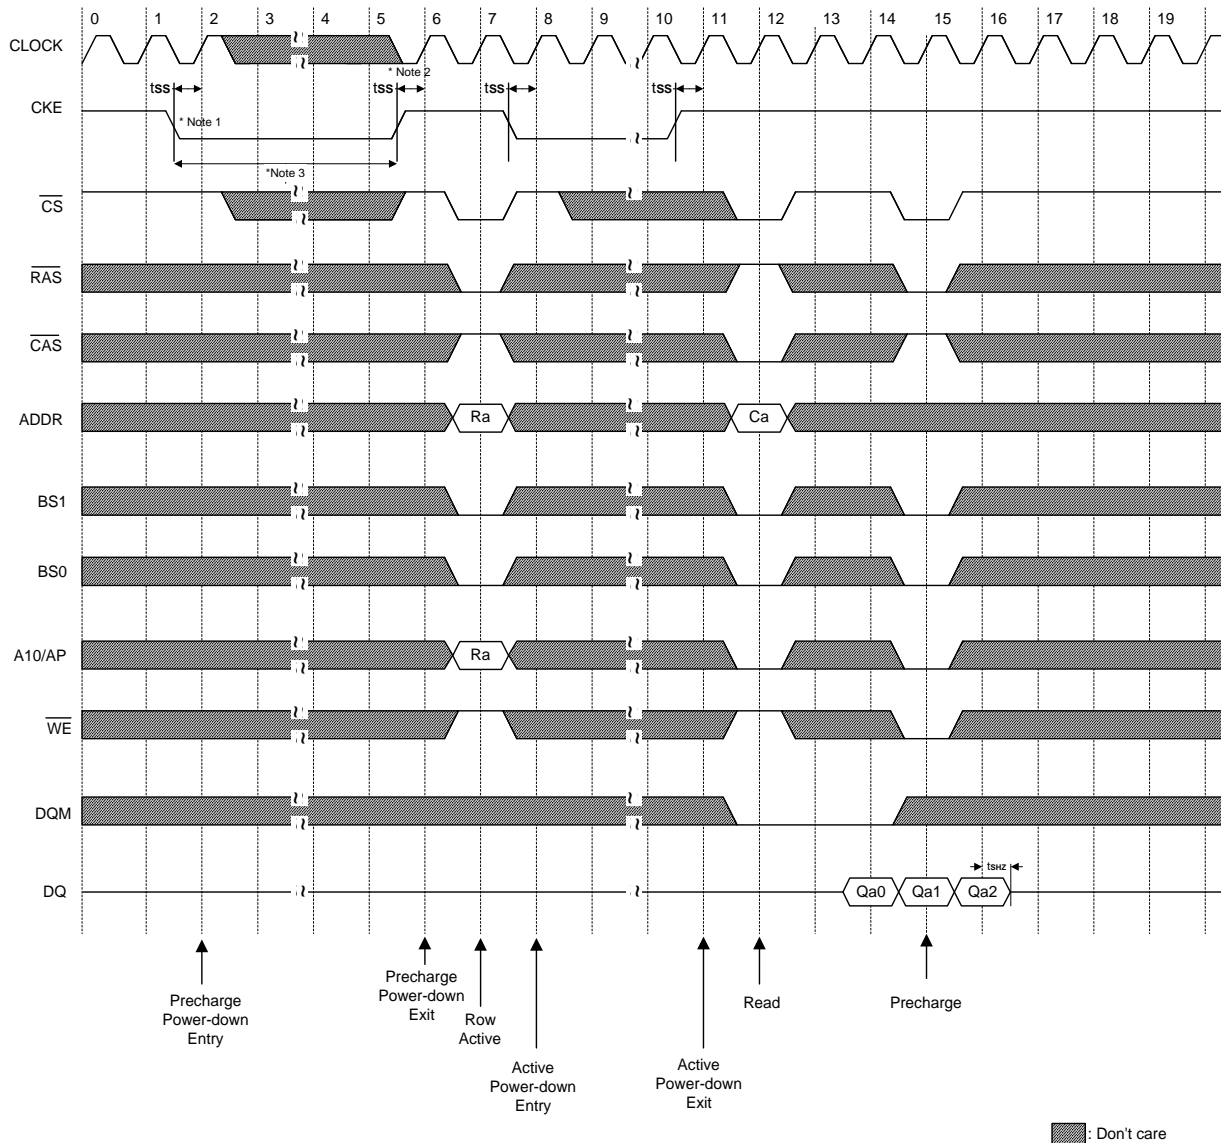 0 1 2 3 4 5 6 7 8 9 10 11 12 13 14 15 16 17 18 19
CLOCK
* Note 2
tss tss tss tss
CKE
* Note 1
*Note 3
CS
RAS
CAS
ADDR Ra Ca
BS1
BS0
A10/AP Ra
WE
DQM
tSHZ
DQ Qa0 Qa1 Qa2
Precharge
Power-down
Entry
Precharge
Power-down
Exit
Row
Active
Active
Power-down
Entry
Active
Power-down
Exit
Read
Precharge
: Don't care